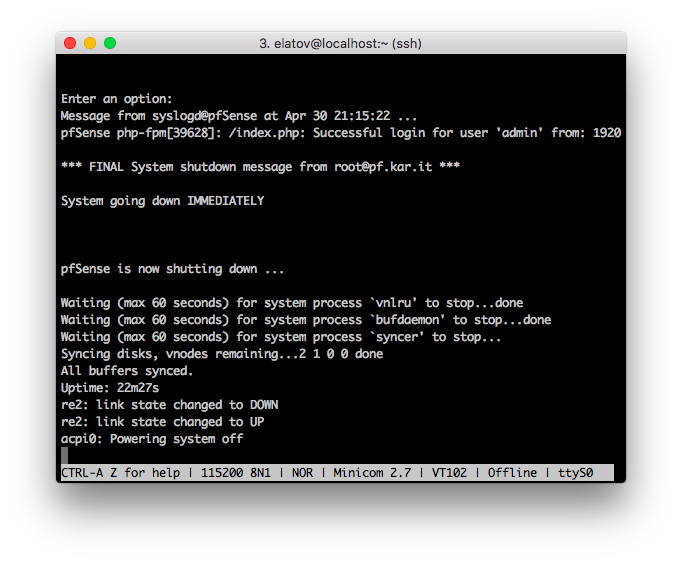 3. elatov@localhost:~ (ssh)
Enter an option:
Message from syslogd@pfSense at Apr 30 21:15:22 ...
pfSense php-fpm[39628]: /index.php: Successful login for user 'admin' from: 1920
*** FINAL System shutdown message from root@pf.kar.it ***
System going down IMMEDIATELY
pfSense is now shutting down ...
Waiting (max 60 seconds) for system process `vnlru' to stop...done
Waiting (max 60 seconds) for system process `bufdaemon' to stop...done
Waiting (max 60 seconds) for system process `syncer' to stop...
Syncing disks, vnodes remaining...2 1 0 0 done
All buffers synced.
Uptime: 22m27s
re2: link state changed to DOWN
re2: link state changed to UP
acpi0: Powering system off
CTRL-A Z for help | 115200 8N1 | NOR | Minicom 2.7 | VT102 | Offline | ttyS0